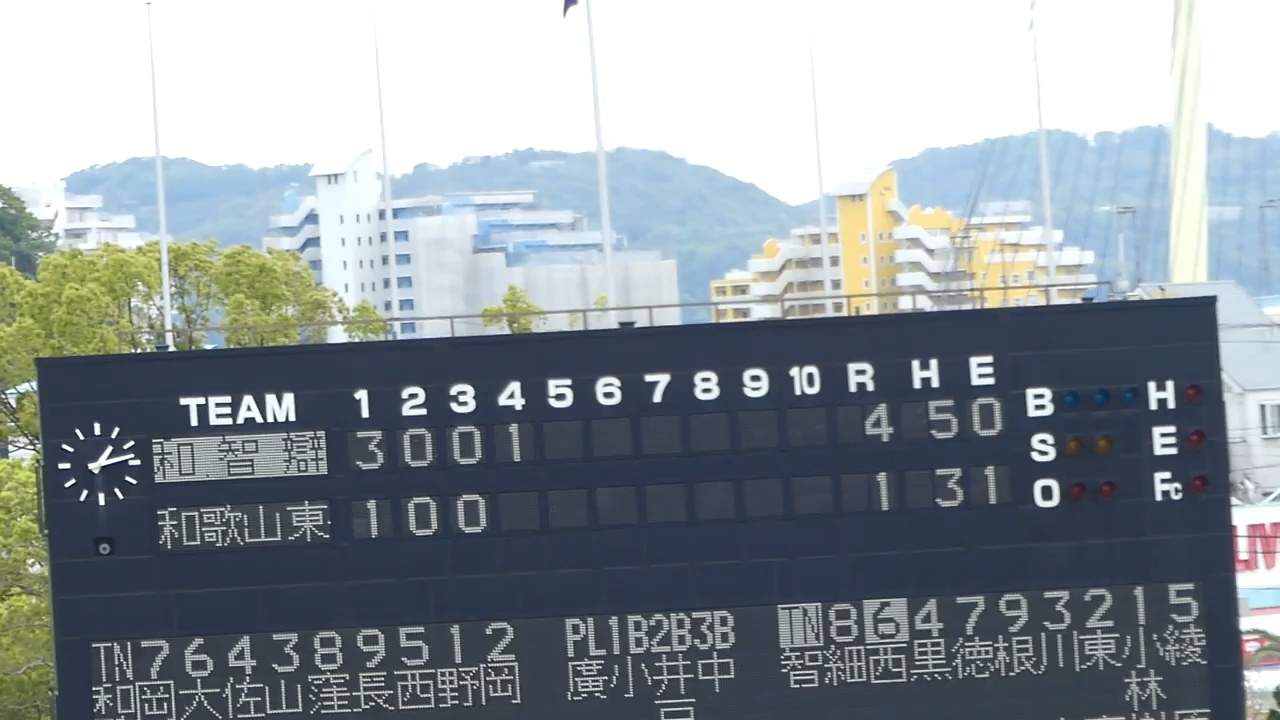 TEAM 1 2 3 4 5 6 7 8 9 10 R H E
和智辯 3 0 0 1 4 5 0
和歌山東 1 0 0 1 3 1
B H
S E
O Fc
TN 7 6 4 3 8 9 5 1 2 PL 1B 2B 3B TN 8 6 4 7 9 3 2 1 5
和岡大佐山窪長西野岡 廣小井中 智細西黒徳根川東小綾
戸 林